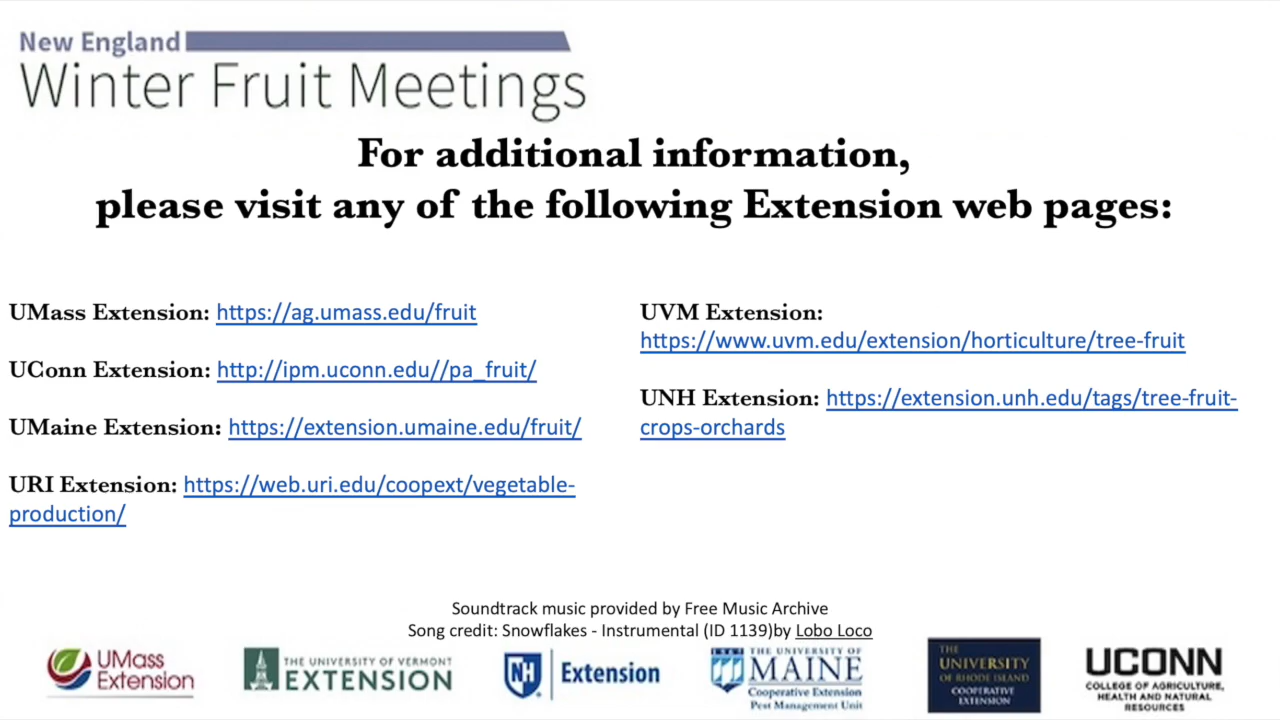 New England
Winter Fruit Meetings
For additional information,
please visit any of the following Extension web pages:
UMass Extension: https://ag.umass.edu/fruit
UConn Extension: http://ipm.uconn.edu//pa_fruit/
UMaine Extension: https://extension.umaine.edu/fruit/
URI Extension: https://web.uri.edu/coopext/vegetable-
production/
UVM Extension:
https://www.uvm.edu/extension/horticulture/tree-fruit
UNH Extension: https://extension.unh.edu/tags/tree-fruit-
crops-orchards
Soundtrack music provided by Free Music Archive
Song credit: Snowflakes - Instrumental (ID 1139)by Lobo Loco
UMass
Extension
THE UNIVERSITY OF VERMONT
EXTENSION
NH
Extension
THE UNIVERSITY OF
MAINE
Cooperative Extension
Pest Management Unit
THE
UNIVERSITY
OF RHODE ISLAND
COOPERATIVE
EXTENSION
UCONN
COLLEGE OF AGRICULTURE,
HEALTH AND NATURAL
RESOURCES